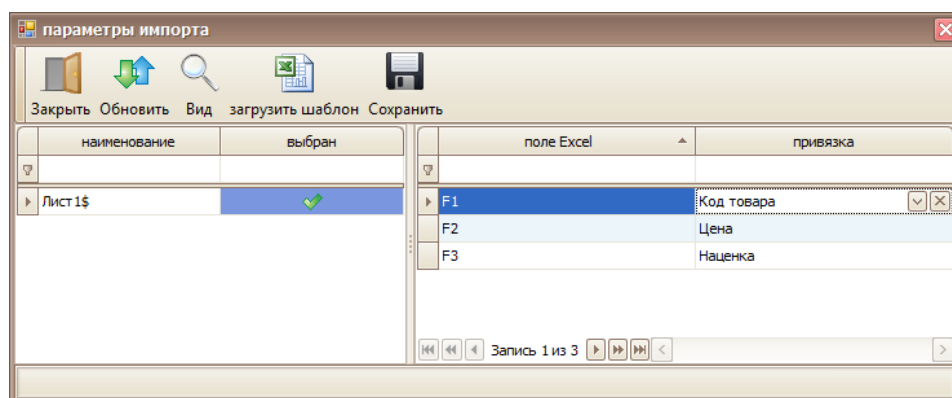 параметры импорта
Закрыть Обновить Вид загрузить шаблон Сохранить
наименование выбран
поле Excel привязка
Лист1$
F1 Код товара
F2 Цена
F3 Наценка
Запись 1 из 3